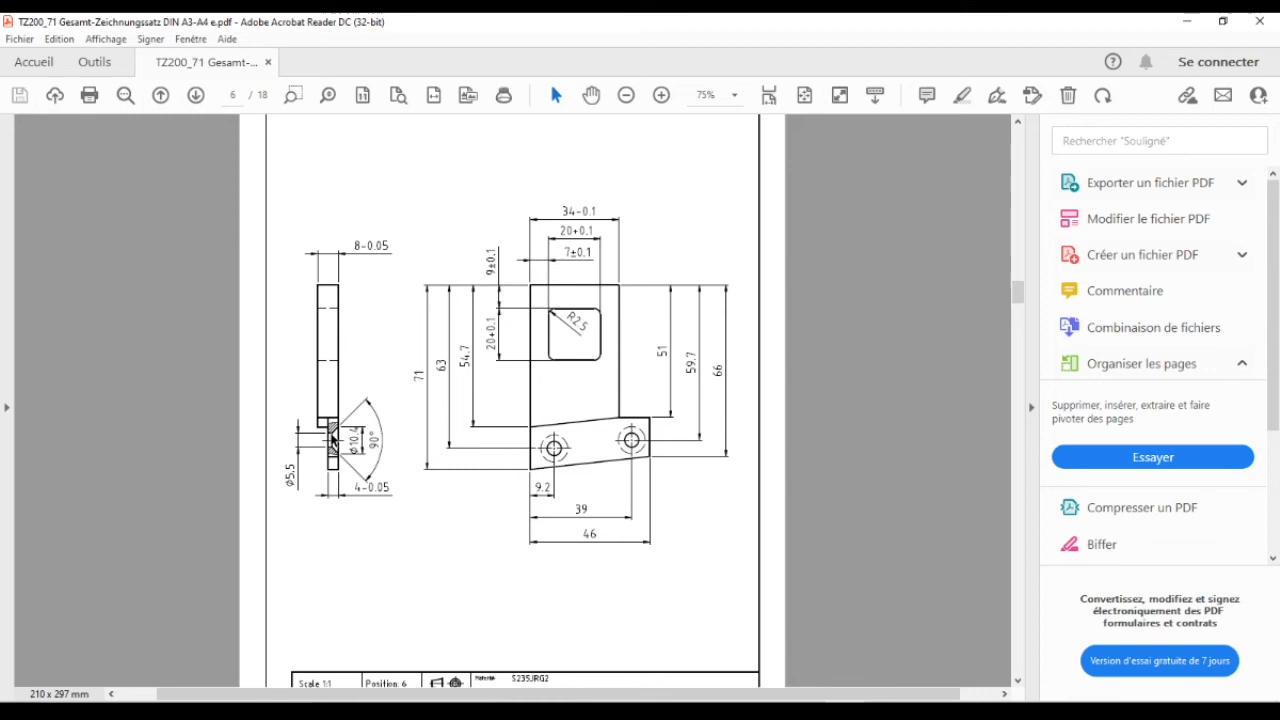 TZ200_71 Gesamt-Zeichnungssatz DIN A3-A4 e.pdf - Adobe Acrobat Reader DC (32-bit)
Fichier Edition Affichage Signer Fenêtre Aide
Accueil Outils TZ200_71 Gesamt-... × Se connecter
6 / 18 75%
Rechercher "Souligné"
Exporter un fichier PDF
Modifier le fichier PDF
Créer un fichier PDF
Commentaire
Combinaison de fichiers
Organiser les pages
Supprimer, insérer, extraire et faire
pivoter des pages
Essayer
Compresser un PDF
Biffer
Convertissez, modifiez et signez
électroniquement des PDF
formulaires et contrats
Version d'essai gratuite de 7 jours
34-0.1
20+0.1
7±0.1
8-0.05
9±0.1
20+0.1
R2.5
71
63
54.7
51
59.7
66
ø10.4
90°
ø5.5
4-0.05
9.2
39
46
Scale 1:1 Position: 6 S235JRG2
210 x 297 mm